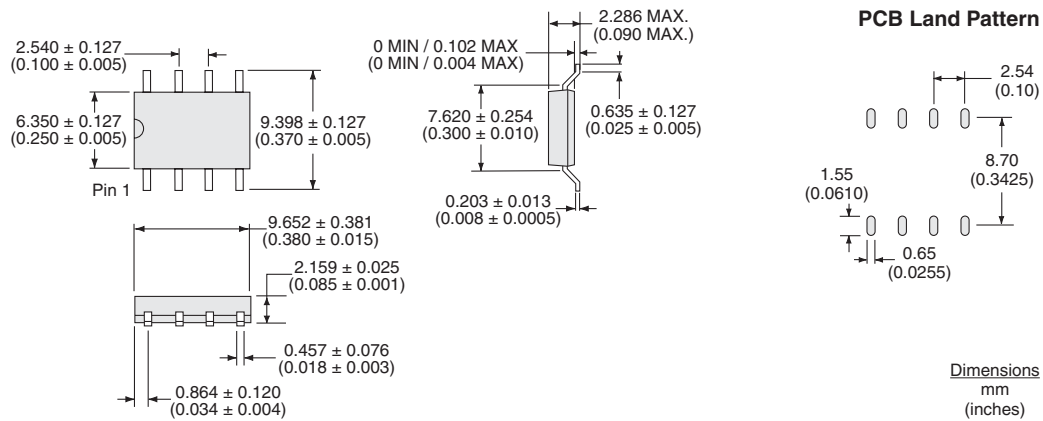 2.286 MAX.
(0.090 MAX.)
PCB Land Pattern
2.540 ± 0.127
(0.100 ± 0.005)
0 MIN / 0.102 MAX
(0 MIN / 0.004 MAX)
2.54
(0.10)
6.350 ± 0.127
(0.250 ± 0.005)
9.398 ± 0.127
(0.370 ± 0.005)
7.620 ± 0.254
(0.300 ± 0.010)
0.635 ± 0.127
(0.025 ± 0.005)
8.70
(0.3425)
1.55
(0.0610)
Pin 1
0.203 ± 0.013
(0.008 ± 0.0005)
9.652 ± 0.381
(0.380 ± 0.015)
0.65
(0.0255)
2.159 ± 0.025
(0.085 ± 0.001)
0.457 ± 0.076
(0.018 ± 0.003)
0.864 ± 0.120
(0.034 ± 0.004)
Dimensions
mm
(inches)